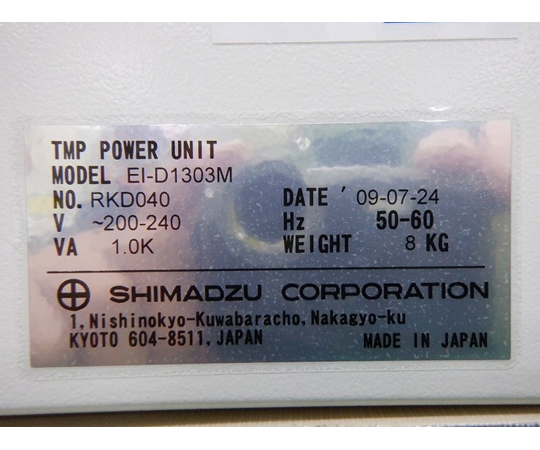 TMP POWER UNIT
MODEL EI-D1303M
NO. RKD040 DATE ' 09-07-24
V ~200-240 Hz 50-60
VA 1.0K WEIGHT 8 KG
SHIMADZU CORPORATION
1, Nishinokyo-Kuwabaracho, Nakagyo-ku
KYOTO 604-8511, JAPAN MADE IN JAPAN